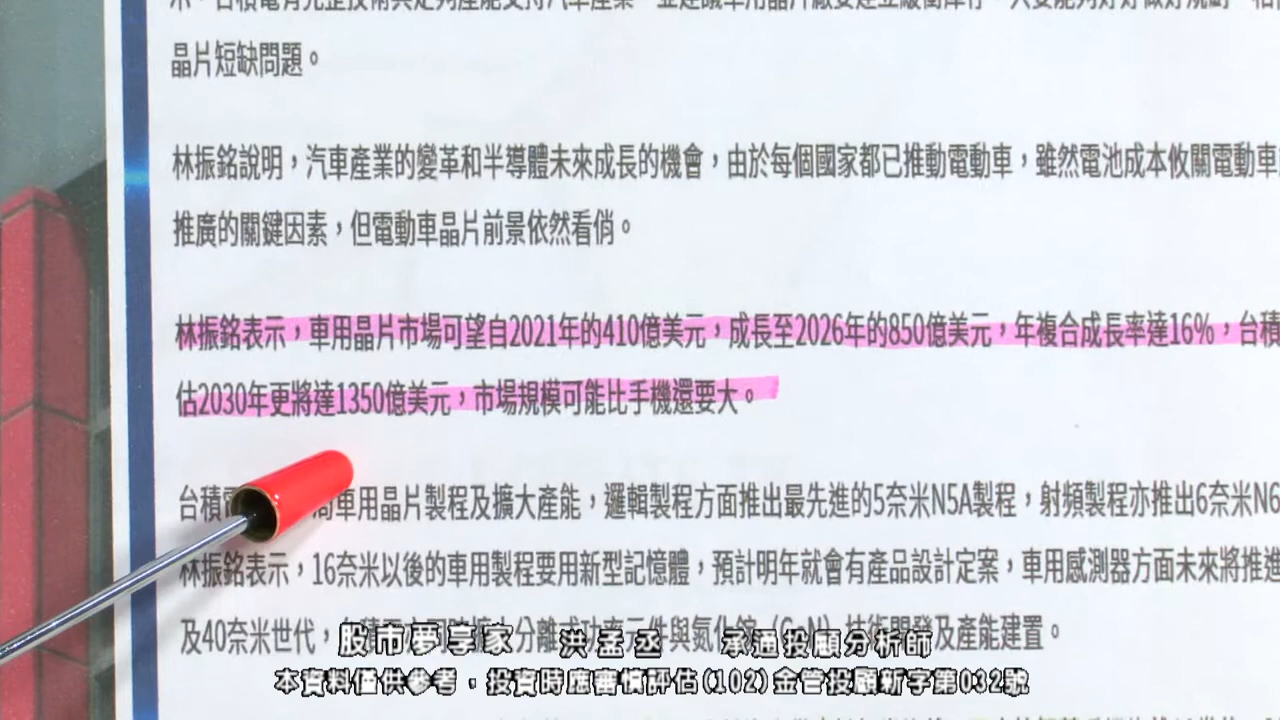 晶片短缺問題。
林振銘說明，汽車產業的變革和半導體未來成長的機會，由於每個國家都已推動電動車，雖然電池成本攸關電動車
推廣的關鍵因素，但電動車晶片前景依然看俏。
林振銘表示，車用晶片市場可望自2021年的410億美元，成長至2026年的850億美元，年複合成長率達16%，台積
估2030年更將達1350億美元，市場規模可能比手機還要大。
台積 車用晶片製程及擴大產能，邏輯製程方面推出最先進的5奈米N5A製程，射頻製程亦推出6奈米N6
林振銘表示，16奈米以後的車用製程要用新型記憶體，預計明年就會有產品設計定案，車用感測器方面未來將推進
及40奈米世代， 分離式功率元件與氮化鎵 技術開發及產能建置。
股市夢享家 洪孟丞 承通投顧分析師
本資料僅供參考，投資時應審慎評估(102)金管投顧新字第032號